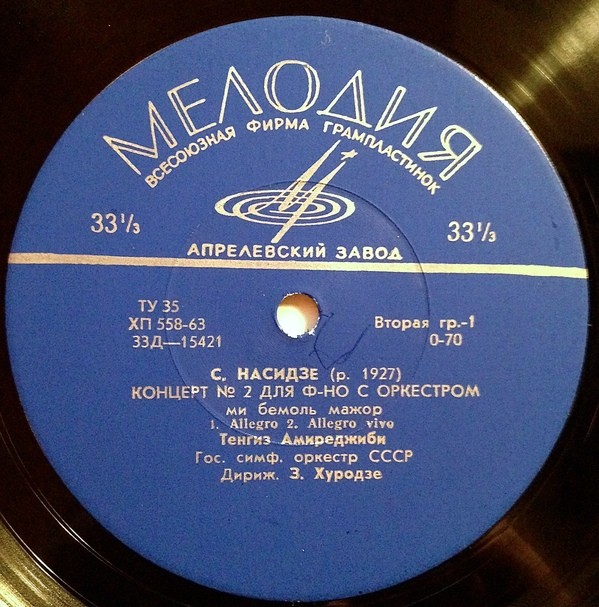 МЕЛОДИЯ
ВСЕСОЮЗНАЯ ФИРМА ГРАМПЛАСТИНОК
33⅓ 33⅓
АПРЕЛЕВСКИЙ ЗАВОД
ТУ 35
ХП 558-63
33Д—15421
Вторая гр.-1
0-70
С. НАСИДЗЕ (р. 1927)
КОНЦЕРТ № 2 ДЛЯ Ф-НО С ОРКЕСТРОМ
ми бемоль мажор
1. Allegro 2. Allegro vivo
Тенгиз Амиреджиби
Гос. симф. оркестр СССР
Дириж. З. Хуродзе